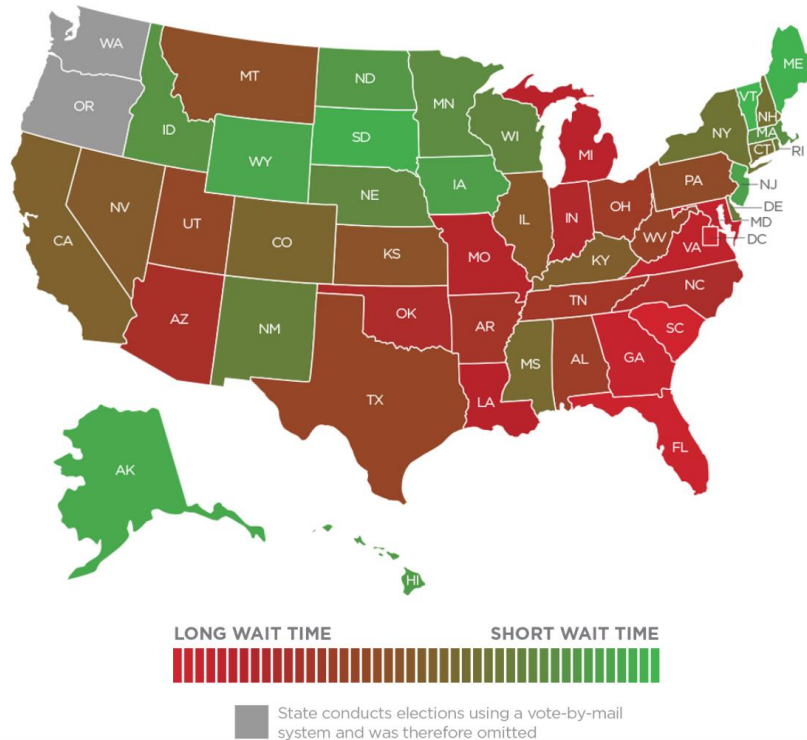 WA
OR
MT
ID
ND
MN
WY
SD
WI
NE
IA
MI
NY
VT
ME
NH
MA
CT
RI
NJ
DE
MD
DC
PA
NV
UT
CA
CO
KS
IL
IN
OH
WV
VA
KY
MO
AZ
NM
OK
AR
TN
NC
SC
TX
MS
AL
GA
LA
FL
AK
HI
LONG WAIT TIME SHORT WAIT TIME
State conducts elections using a vote-by-mail
system and was therefore omitted